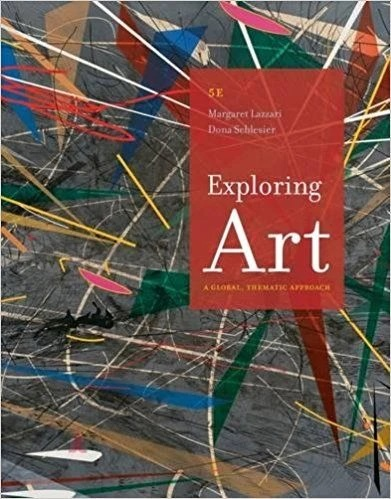 5E
Margaret Lazzari
Dona Schlesier
Exploring
Art
A GLOBAL, THEMATIC APPROACH